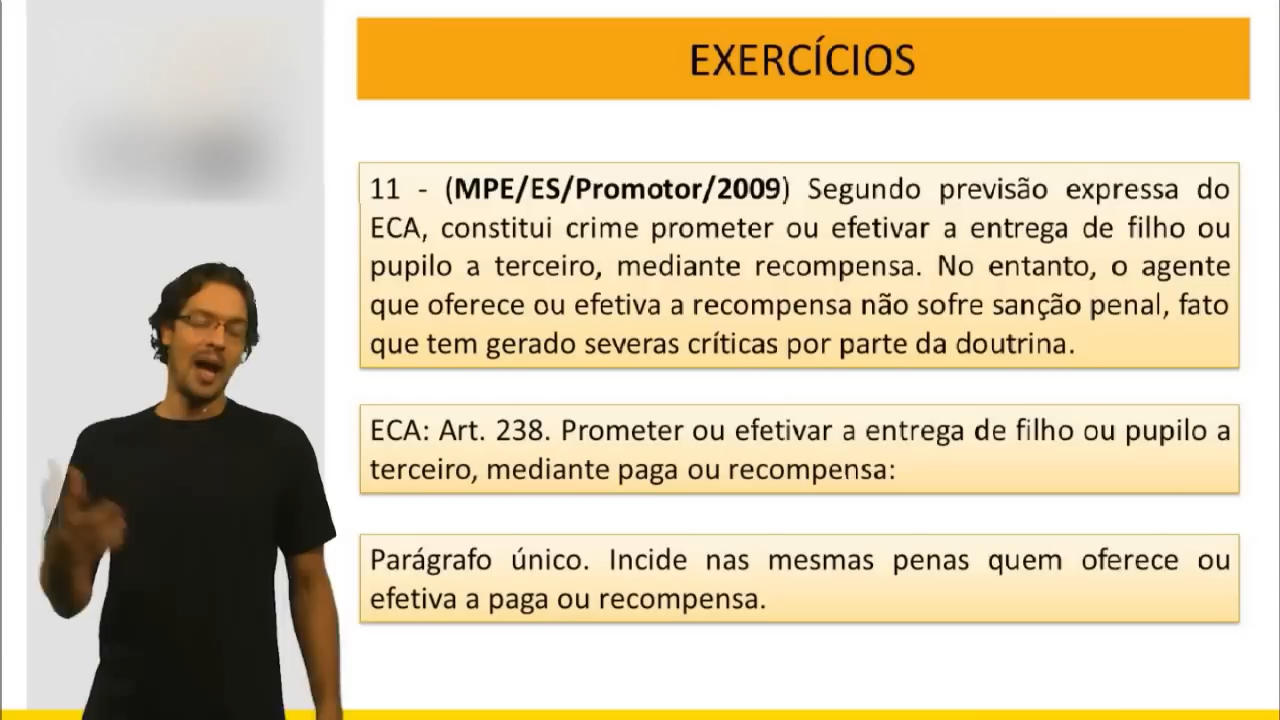 EXERCÍCIOS
11 - (MPE/ES/Promotor/2009) Segundo previsão expressa do
ECA, constitui crime prometer ou efetivar a entrega de filho ou
pupilo a terceiro, mediante recompensa. No entanto, o agente
que oferece ou efetiva a recompensa não sofre sanção penal, fato
que tem gerado severas críticas por parte da doutrina.
ECA: Art. 238. Prometer ou efetivar a entrega de filho ou pupilo a
terceiro, mediante paga ou recompensa:
Parágrafo único. Incide nas mesmas penas quem oferece ou
efetiva a paga ou recompensa.